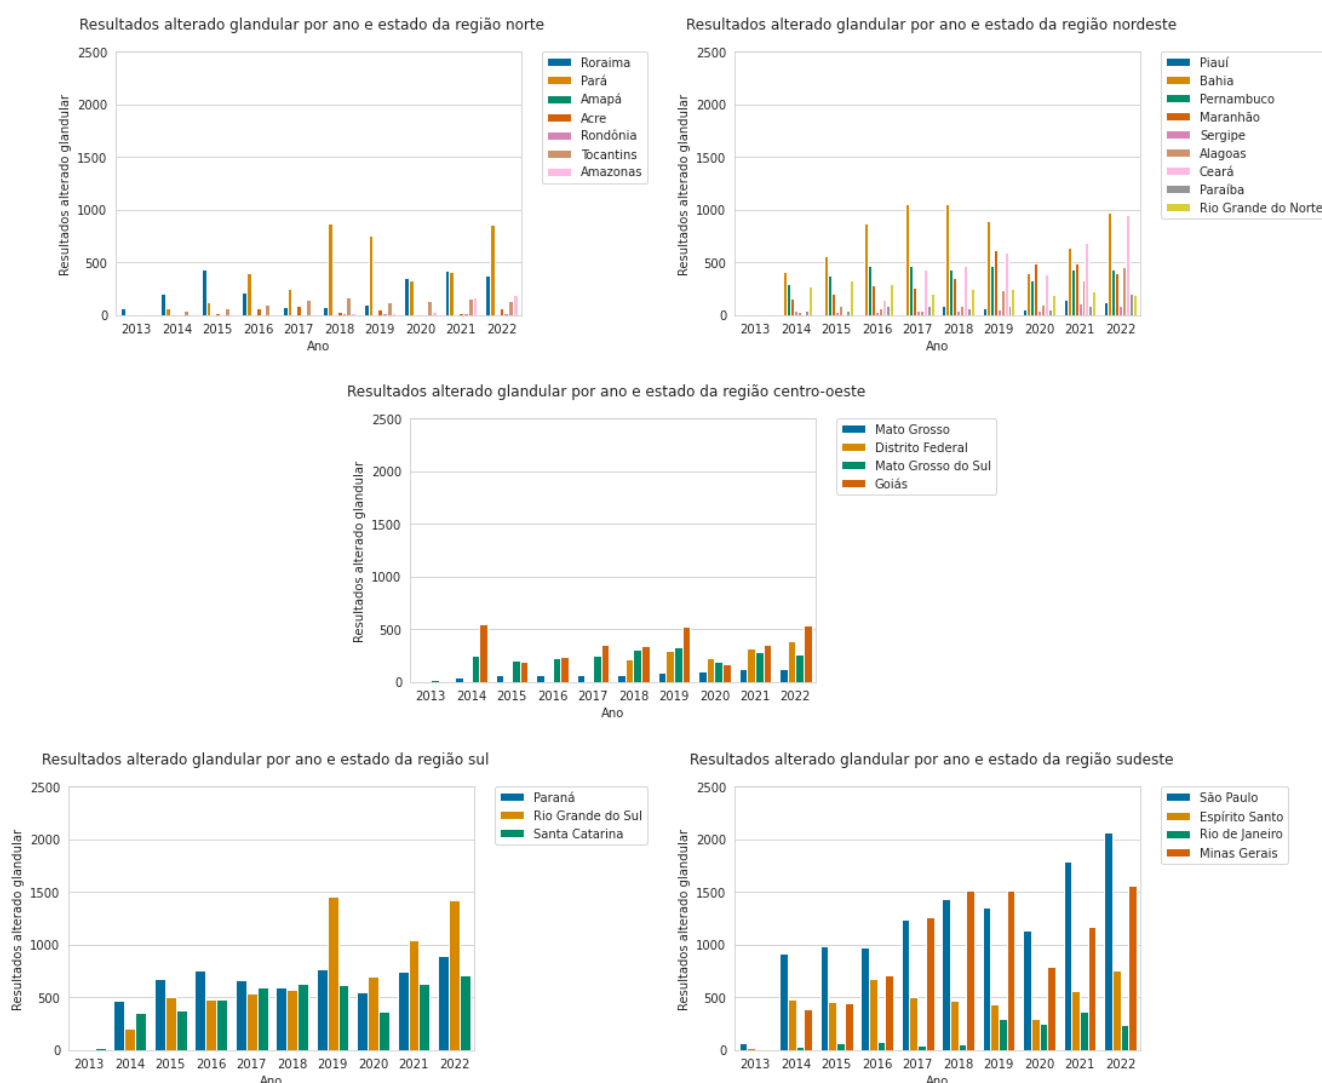 Resultados alterado glandular por ano e estado da região norte
Resultados alterado glandular
2500
2000
1500
1000
500
0
2013 2014 2015 2016 2017 2018 2019 2020 2021 2022
Ano
Roraima
Pará
Amapá
Acre
Rondônia
Tocantins
Amazonas
Resultados alterado glandular por ano e estado da região nordeste
Resultados alterado glandular
2500
2000
1500
1000
500
0
2013 2014 2015 2016 2017 2018 2019 2020 2021 2022
Ano
Piauí
Bahia
Pernambuco
Maranhão
Sergipe
Alagoas
Ceará
Paraíba
Rio Grande do Norte
Resultados alterado glandular por ano e estado da região centro-oeste
Resultados alterado glandular
2500
2000
1500
1000
500
0
2013 2014 2015 2016 2017 2018 2019 2020 2021 2022
Ano
Mato Grosso
Distrito Federal
Mato Grosso do Sul
Goiás
Resultados alterado glandular por ano e estado da região sul
Resultados alterado glandular
2500
2000
1500
1000
500
0
2013 2014 2015 2016 2017 2018 2019 2020 2021 2022
Ano
Paraná
Rio Grande do Sul
Santa Catarina
Resultados alterado glandular por ano e estado da região sudeste
Resultados alterado glandular
2500
2000
1500
1000
500
0
2013 2014 2015 2016 2017 2018 2019 2020 2021 2022
Ano
São Paulo
Espírito Santo
Rio de Janeiro
Minas Gerais